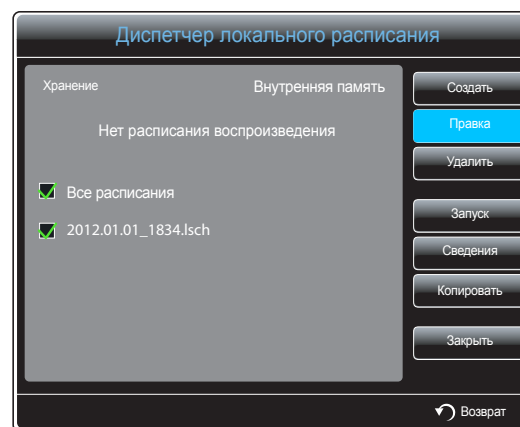 Диспетчер локального расписания
Хранение
Внутренняя память
Нет расписания воспроизведения
Все расписания
2012.01.01_1834.lsch
Создать
Правка
Удалить
Запуск
Сведения
Копировать
Закрыть
Возврат